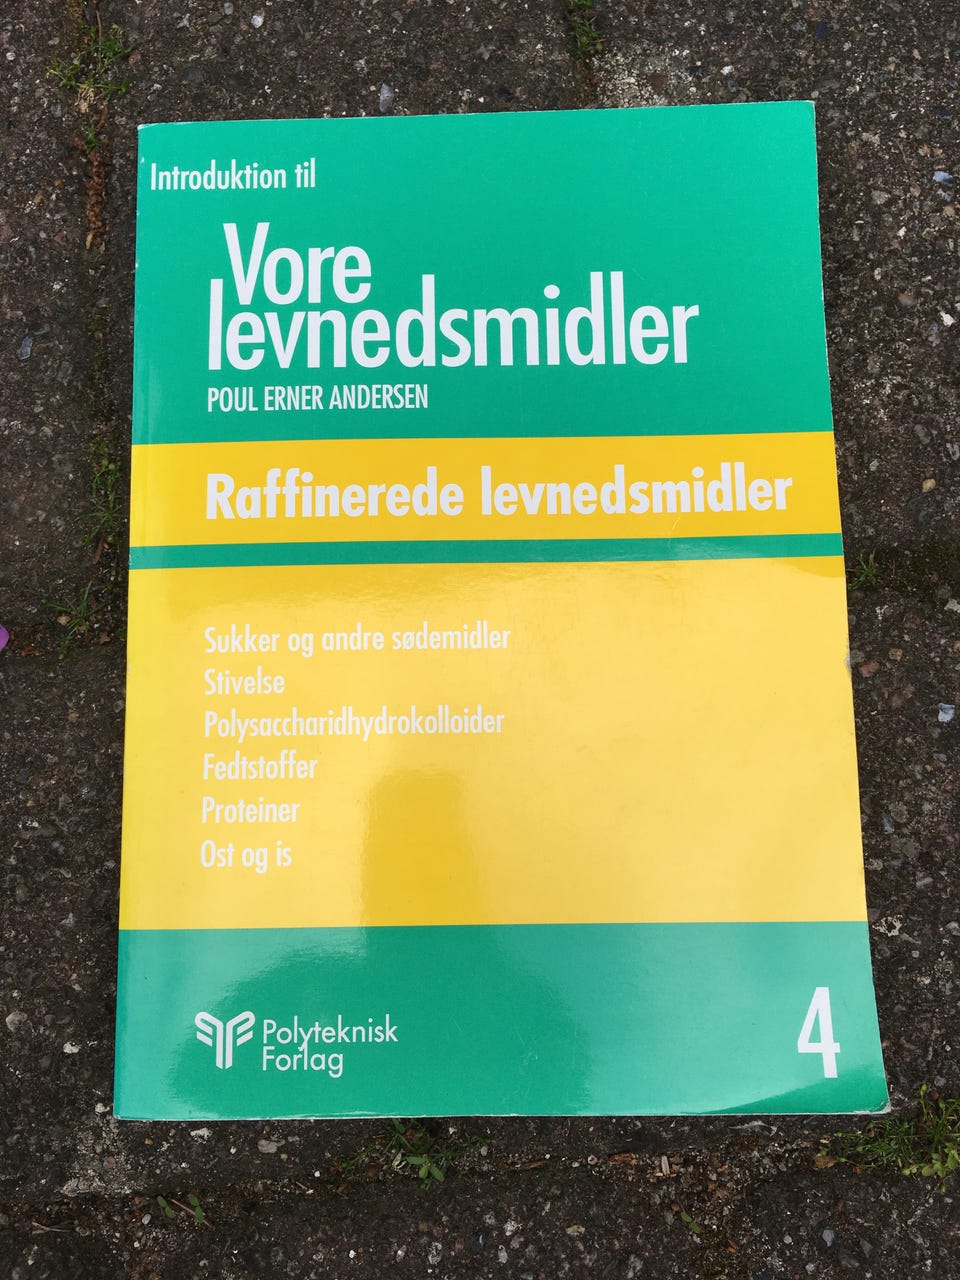 Introduktion til
Vore
levnedsmidler
POUL ERNER ANDERSEN
Raffinerede levnedsmidler
Sukker og andre sødemidler
Stivelse
Polysaccharidhydrokolloider
Fedtstoffer
Proteiner
Ost og is
Polyteknisk
Forlag
4